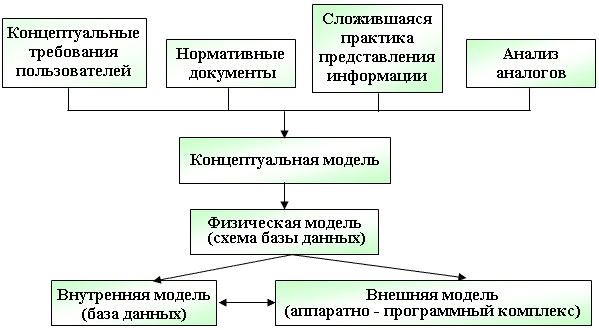 Концептуальные
требования
пользователей
Нормативные
документы
Сложившаяся
практика
представления
информации
Анализ
аналогов
Концептуальная модель
Физическая модель
(схема базы данных)
Внутренняя модель
(база данных)
Внешняя модель
(аппаратно - программный комплекс)